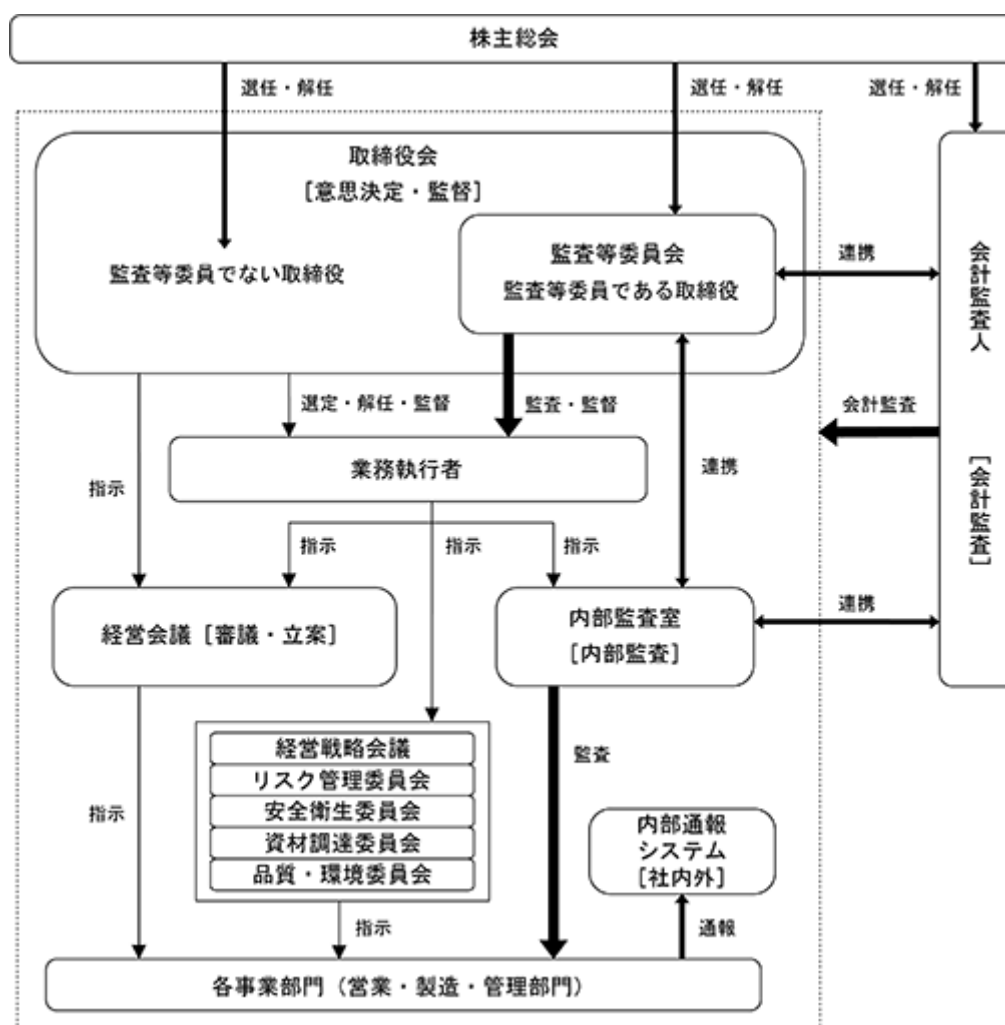 株主総会
選任・解任
選任・解任
選任・解任
取締役会
[意思決定・監督]
監査等委員でない取締役
監査等委員会
監査等委員である取締役
連携
会計監査人
[会計監査]
選定・解任・監督
監査・監督
会計監査
業務執行者
連携
指示
指示
指示
指示
経営会議[審議・立案]
内部監査室
[内部監査]
連携
経営戦略会議
リスク管理委員会
安全衛生委員会
資材調達委員会
品質・環境委員会
監査
指示
内部通報
システム
[社内外]
指示
通報
各事業部門(営業・製造・管理部門)